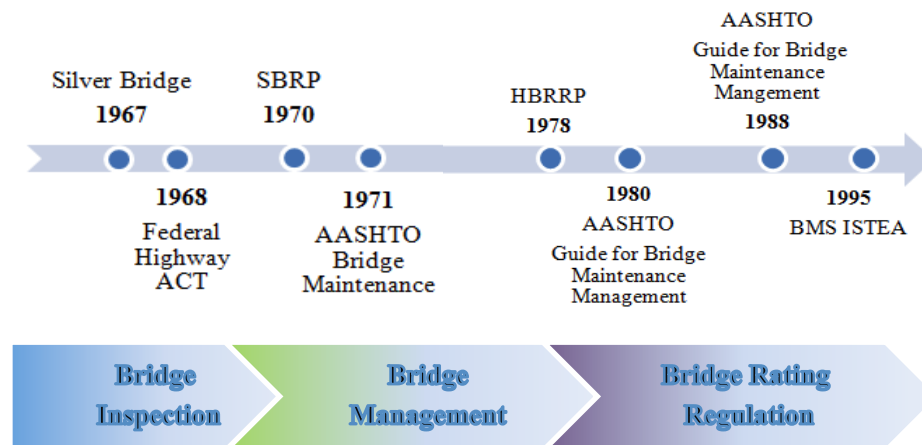 Silver Bridge
1967
1968
Federal
Highway
ACT
SBRP
1970
1971
AASHTO
Bridge
Maintenance
HBRRP
1978
1980
AASHTO
Guide for Bridge
Maintenance
Management
AASHTO
Guide for Bridge
Maintenance
Mangement
1988
1995
BMS ISTEA
Bridge
Inspection
Bridge
Management
Bridge Rating
Regulation